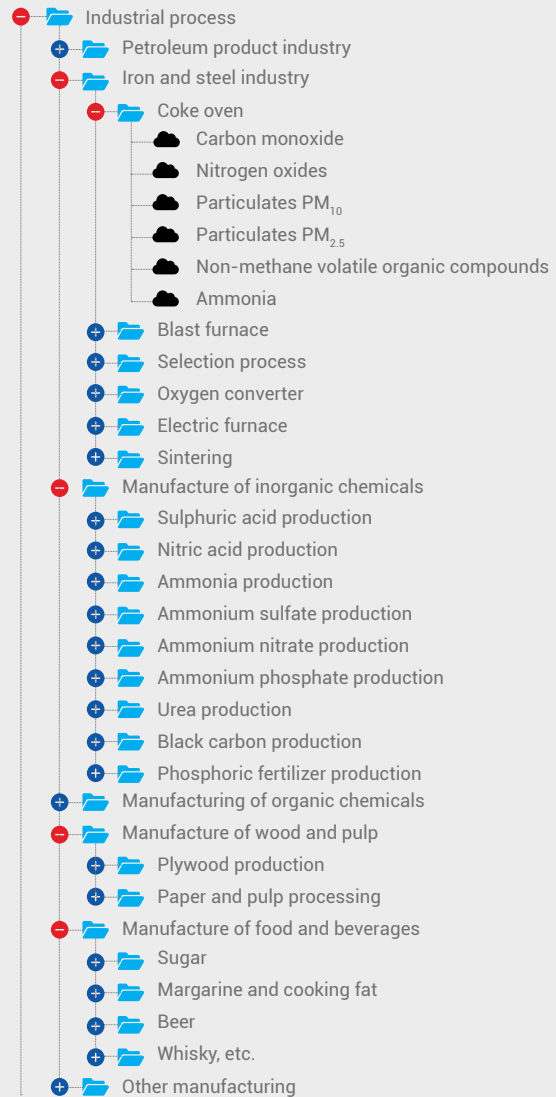 Industrial process
Petroleum product industry
Iron and steel industry
Coke oven
Carbon monoxide
Nitrogen oxides
Particulates PM10
Particulates PM2.5
Non-methane volatile organic compounds
Ammonia
Blast furnace
Selection process
Oxygen converter
Electric furnace
Sintering
Manufacture of inorganic chemicals
Sulphuric acid production
Nitric acid production
Ammonia production
Ammonium sulfate production
Ammonium nitrate production
Ammonium phosphate production
Urea production
Black carbon production
Phosphoric fertilizer production
Manufacturing of organic chemicals
Manufacture of wood and pulp
Plywood production
Paper and pulp processing
Manufacture of food and beverages
Sugar
Margarine and cooking fat
Beer
Whisky, etc.
Other manufacturing